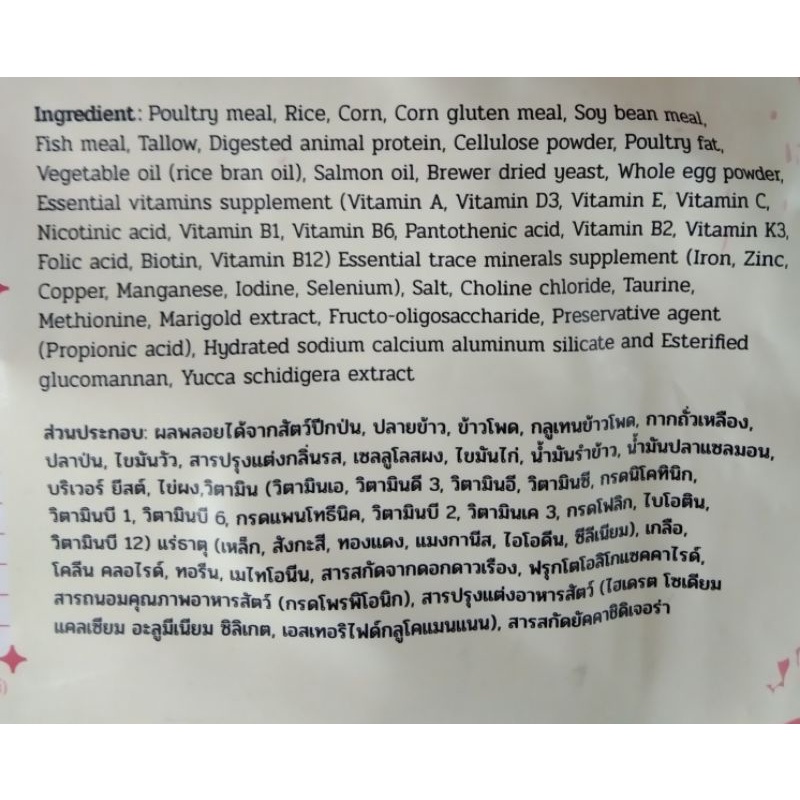 Ingredient: Poultry meal, Rice, Corn, Corn gluten meal, Soy bean meal,
Fish meal, Tallow, Digested animal protein, Cellulose powder, Poultry fat,
Vegetable oil (rice bran oil), Salmon oil, Brewer dried yeast, Whole egg powder,
Essential vitamins supplement (Vitamin A, Vitamin D3, Vitamin E, Vitamin C,
Nicotinic acid, Vitamin B1, Vitamin B6, Pantothenic acid, Vitamin B2, Vitamin K3,
Folic acid, Biotin, Vitamin B12) Essential trace minerals supplement (Iron, Zinc,
Copper, Manganese, Iodine, Selenium), Salt, Choline chloride, Taurine,
Methionine, Marigold extract, Fructo-oligosaccharide, Preservative agent
(Propionic acid), Hydrated sodium calcium aluminum silicate and Esterified
glucomannan, Yucca schidigera extract
ส่วนประกอบ: ผลพลอยได้จากสัตว์ปีกป่น, ปลายข้าว, ข้าวโพด, กลูเทนข้าวโพด, กากถั่วเหลือง,
ปลาป่น, ไขมันวัว, สารปรุงแต่งกลิ่นรส, เซลลูโลสผง, ไขมันไก่, น้ำมันรำข้าว, น้ำมันปลาแซลมอน,
บริเวอร์ ยีสต์, ไข่ผง,วิตามิน (วิตามินเอ, วิตามินดี 3, วิตามินอี, วิตามินซี, กรดนิโคทินิก,
วิตามินบี 1, วิตามินบี 6, กรดแพนโทธีนิค, วิตามินบี 2, วิตามินเค 3, กรดโฟลิก, ไบโอติน,
วิตามินบี 12) แร่ธาตุ (เหล็ก, สังกะสี, ทองแดง, แมงกานีส, ไอโอดีน, ซีลีเนียม), เกลือ,
โคลีน คลอไรด์, ทอรีน, เมไทโอนีน, สารสกัดจากดอกดาวเรือง, ฟรุกโตโอลิโกแซคคาไรด์,
สารถนอมคุณภาพอาหารสัตว์ (กรดโพรพิโอนิก), สารปรุงแต่งอาหารสัตว์ (ไฮเดรต โซเดียม
แคลเซียม อะลูมีเนียม ซิลิเกต, เอสเทอริไฟด์กลูโคแมนแนน), สารสกัดยัคคาชิดิเจอร่า